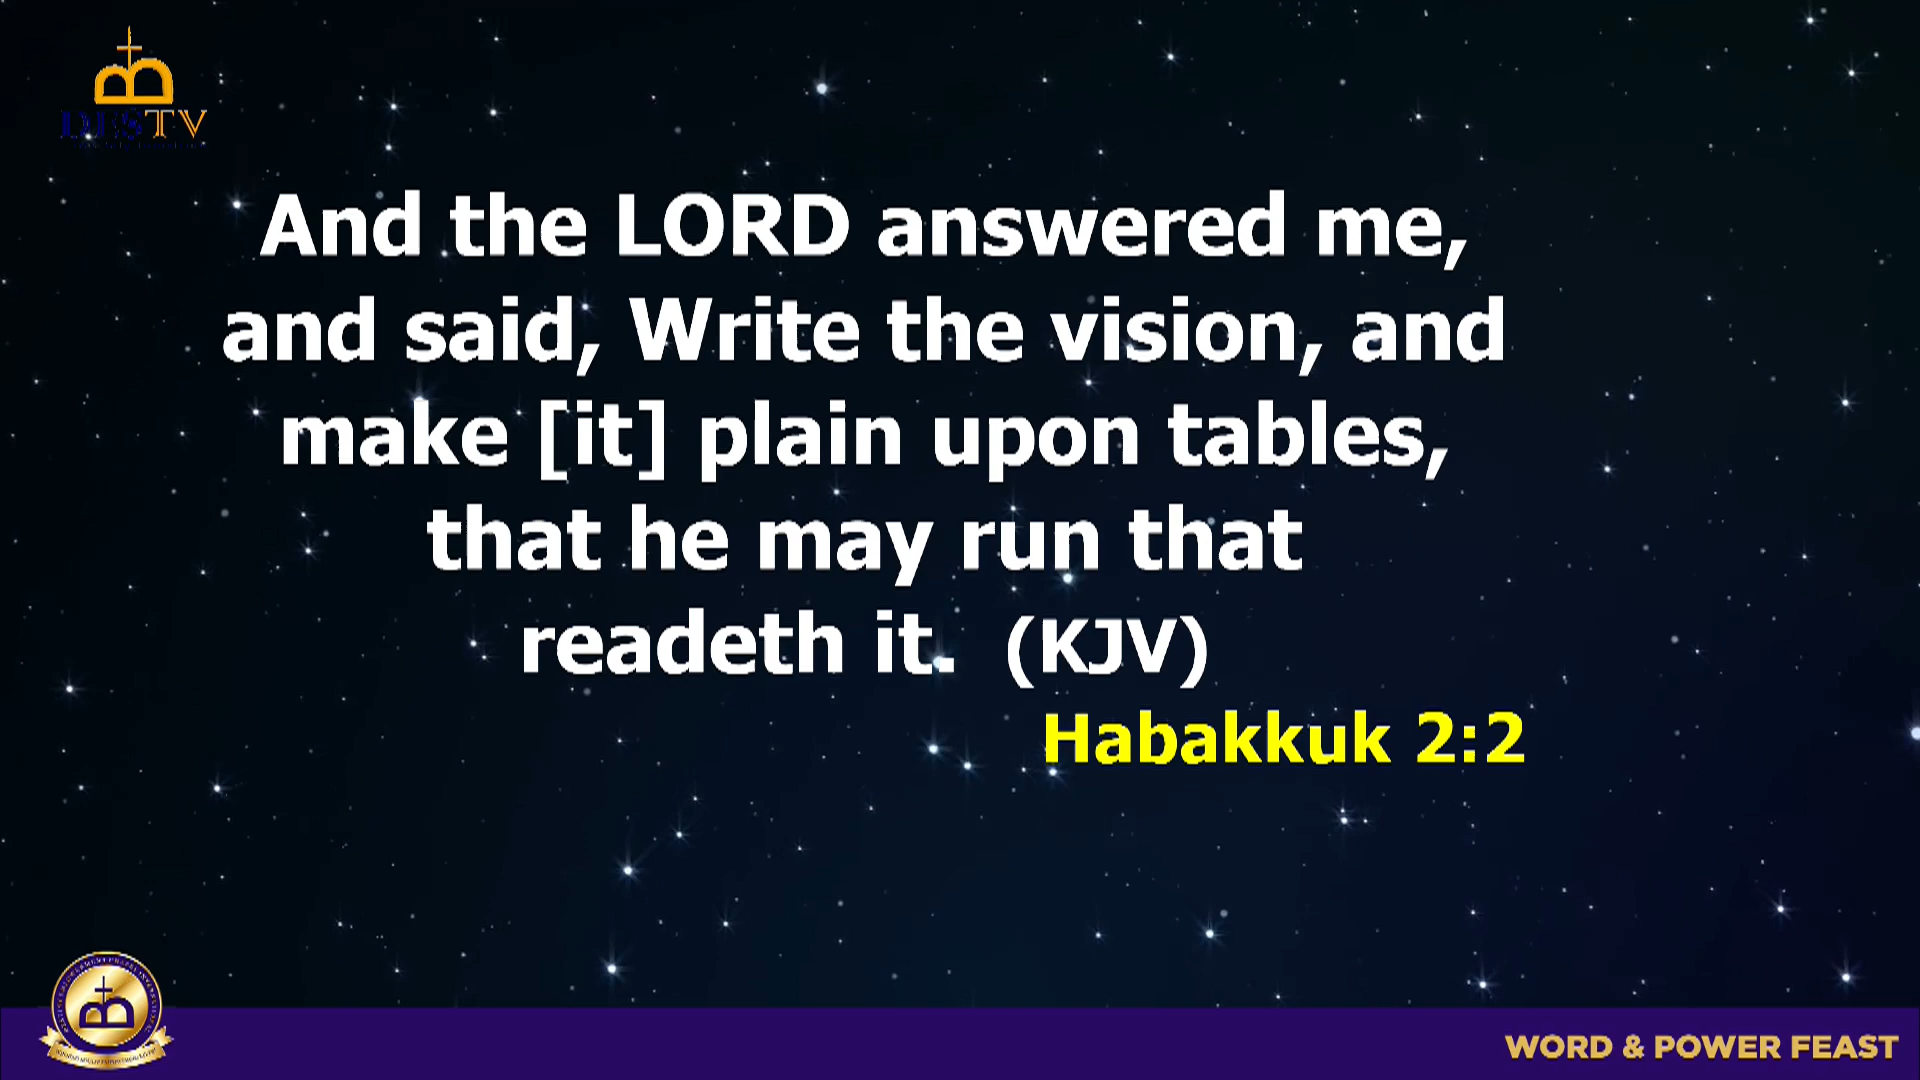 DESTV
And the LORD answered me,
and said, Write the vision, and
make [it] plain upon tables,
that he may run that
readeth it. (KJV)
Habakkuk 2:2
WORD & POWER FEAST